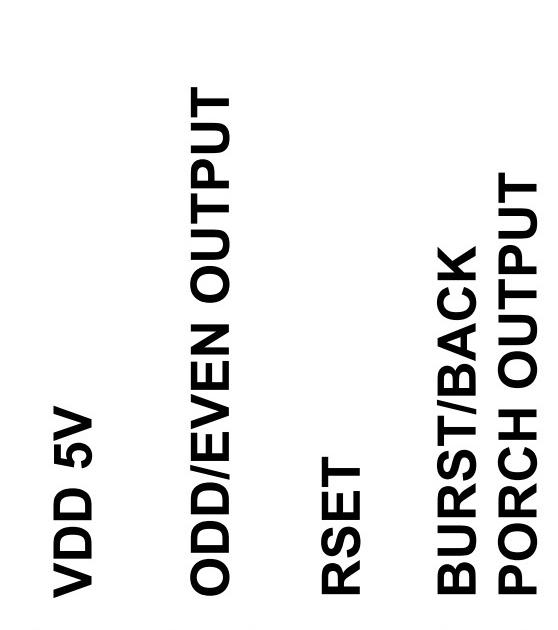 VDD 5V
ODD/EVEN OUTPUT
RSET
BURST/BACK
PORCH OUTPUT